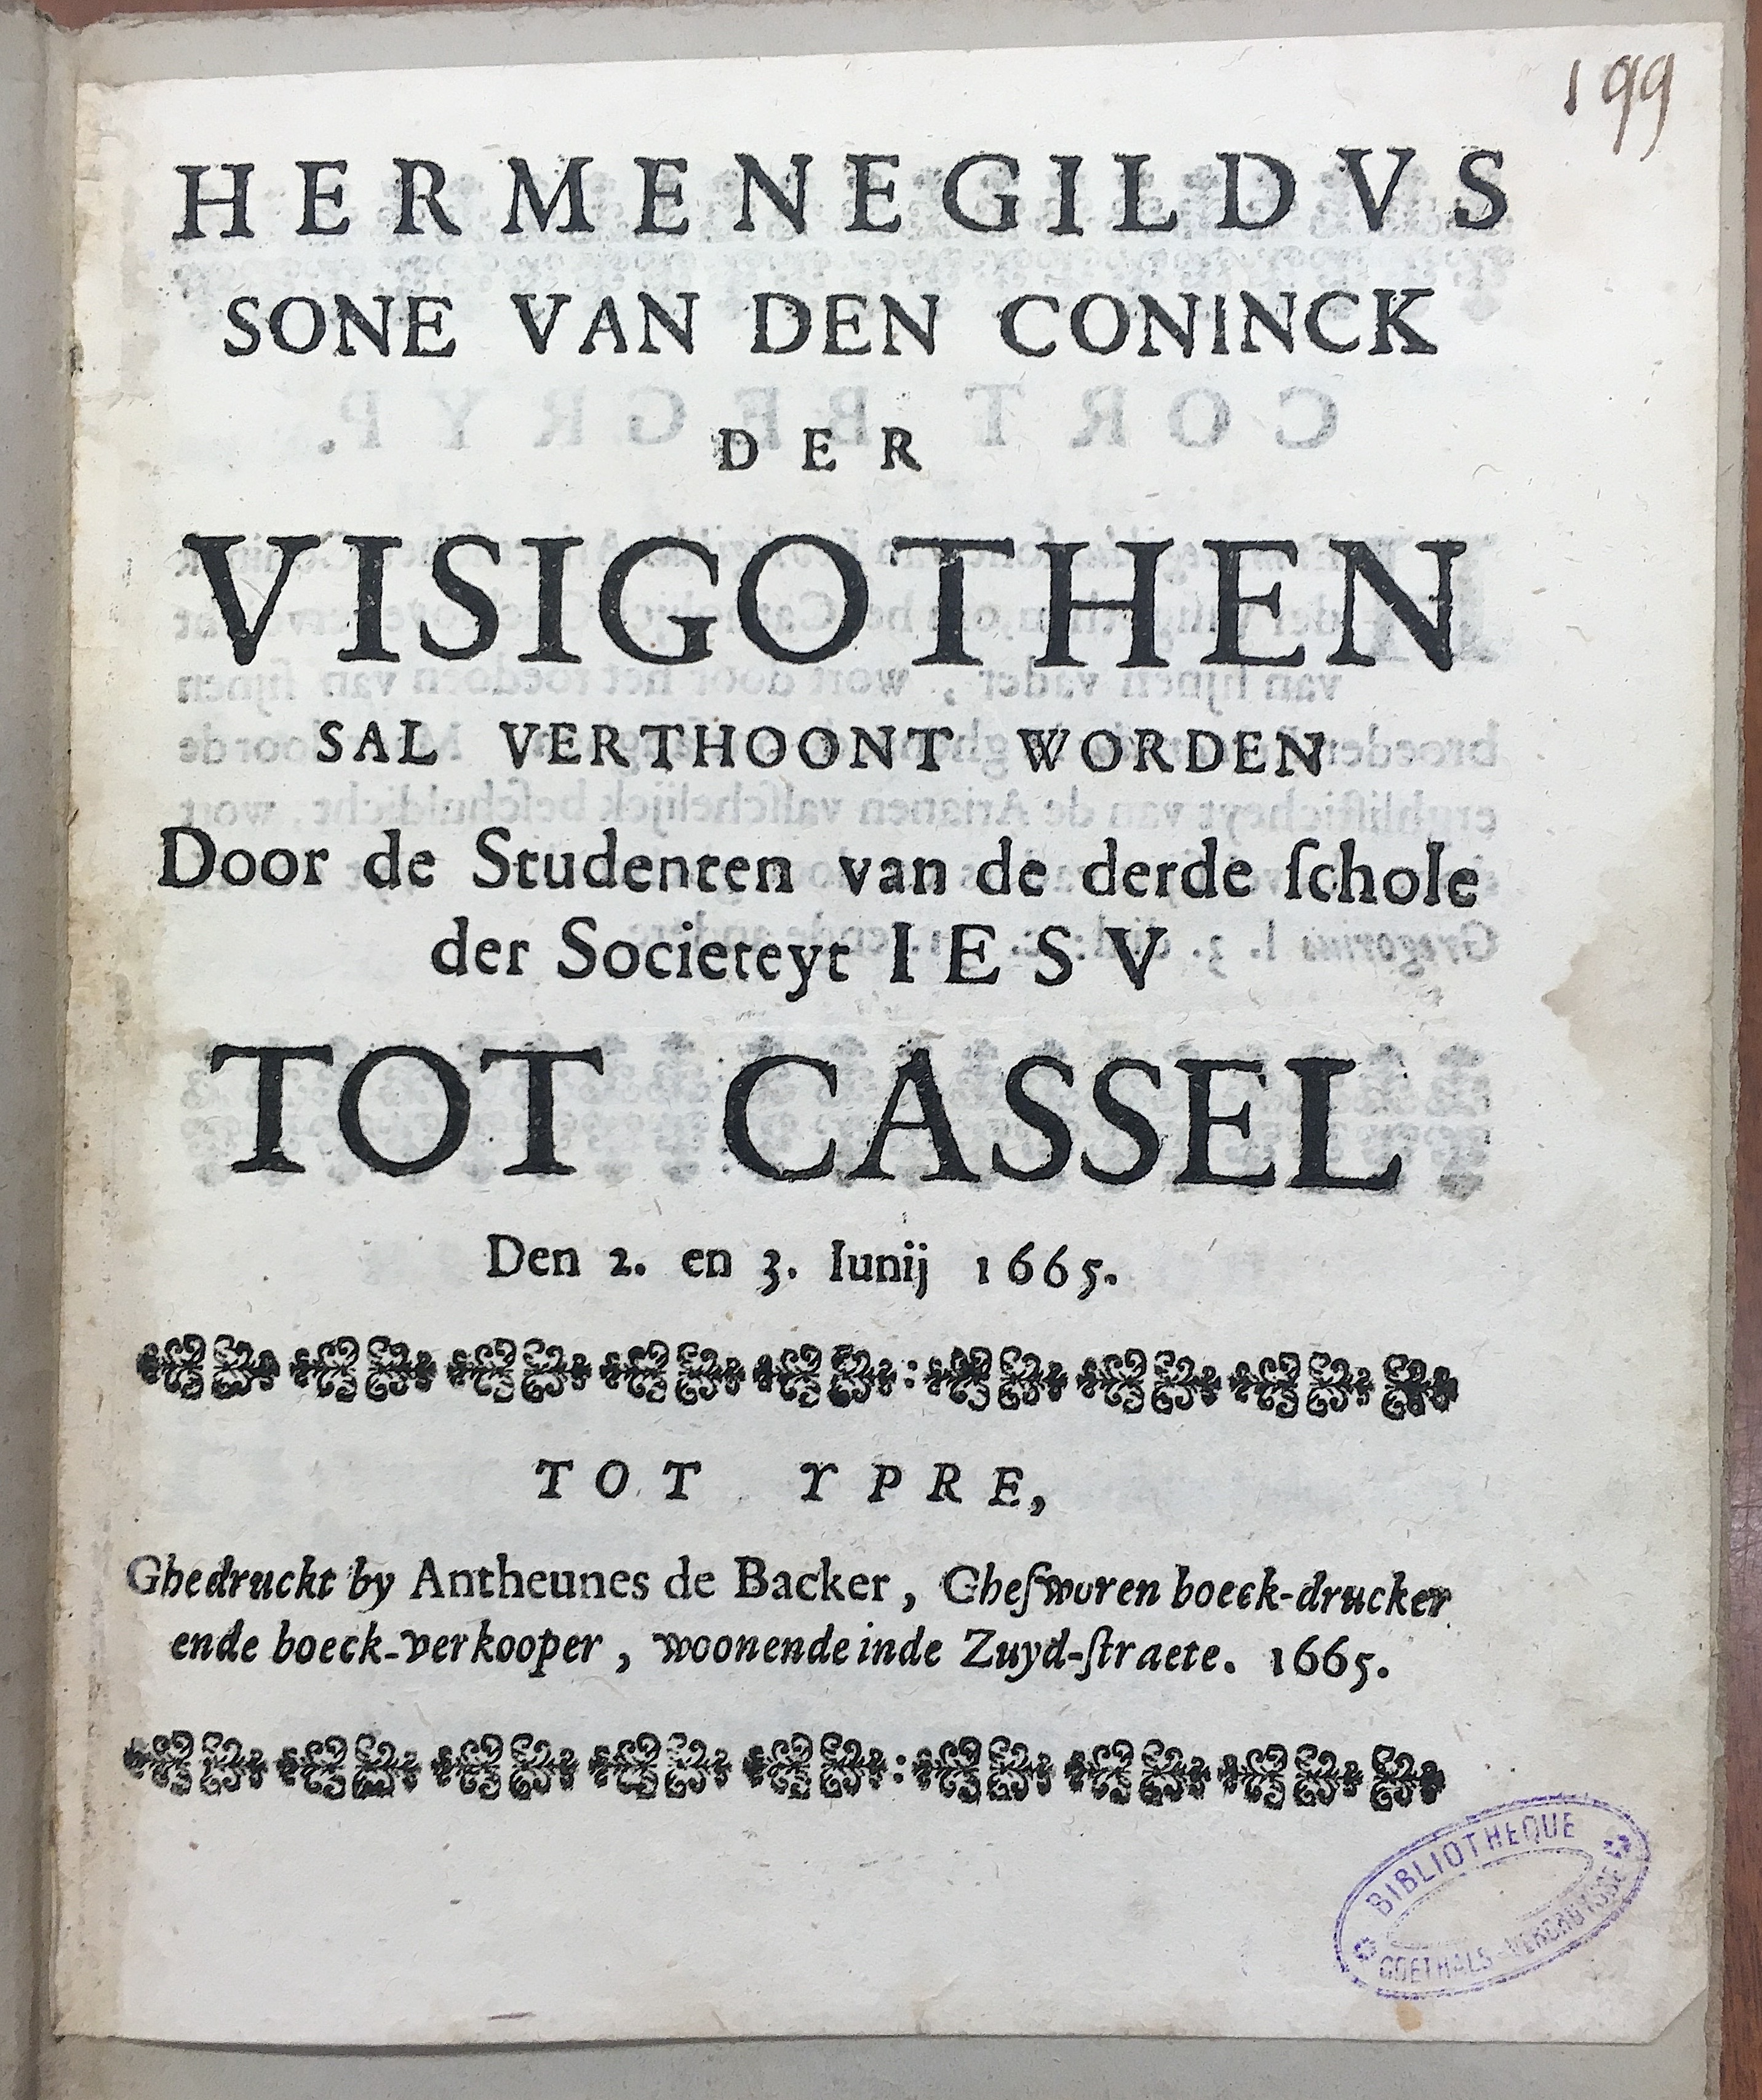 199
HERMENEGILDVS
SONE VAN DEN CONINCK
DER
VISIGOTHEN
SAL VERTHOONT WORDEN
Door de Studenten van de derde ſchole
der Societeyt IESV
TOT CASSEL
Den 2. en 3. Iunij 1665.
TOT YPRE,
Ghedruckt by Antheunes de Backer, Gheſworen boeck-drucker
ende boeck-verkooper, woonende inde Zuyd-ſtraete. 1665.
BIBLIOTHEQUE
GOETHALS-VERCRUYSSE